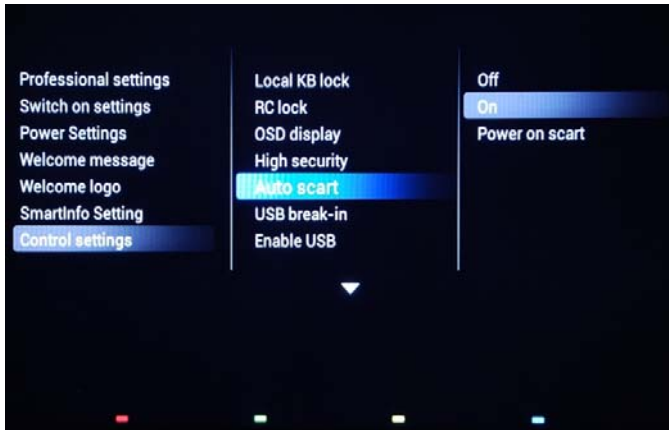 Professional settings
Switch on settings
Power Settings
Welcome message
Welcome logo
SmartInfo Setting
Control settings
Local KB lock
RC lock
OSD display
High security
Auto scart
USB break-in
Enable USB
Off
On
Power on scart